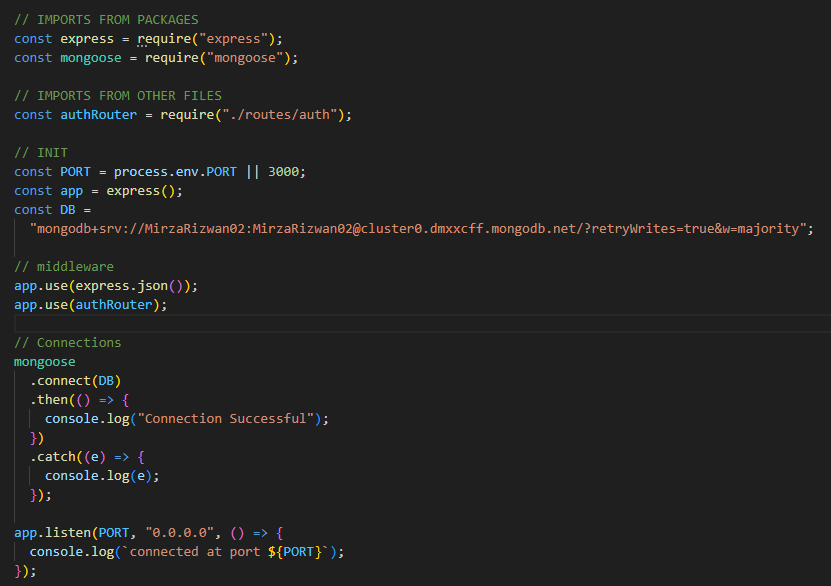 // IMPORTS FROM PACKAGES
const express = require("express");
const mongoose = require("mongoose");
// IMPORTS FROM OTHER FILES
const authRouter = require("./routes/auth");
// INIT
const PORT = process.env.PORT || 3000;
const app = express();
const DB =
"mongodb+srv://MirzaRizwan02:MirzaRizwan02@cluster0.dmxxcff.mongodb.net/?retryWrites=true&w=majority";
// middleware
app.use(express.json());
app.use(authRouter);
// Connections
mongoose
.connect(DB)
.then(() => {
console.log("Connection Successful");
})
.catch((e) => {
console.log(e);
});
app.listen(PORT, "0.0.0.0", () => {
console.log(`connected at port ${PORT}`);
});